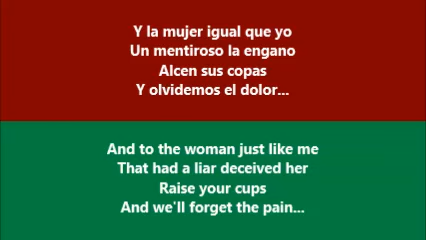 Y la mujer igual que yo
Un mentiroso la engano
Alcen sus copas
Y olvidemos el dolor...
And to the woman just like me
That had a liar deceived her
Raise your cups
And we'll forget the pain...